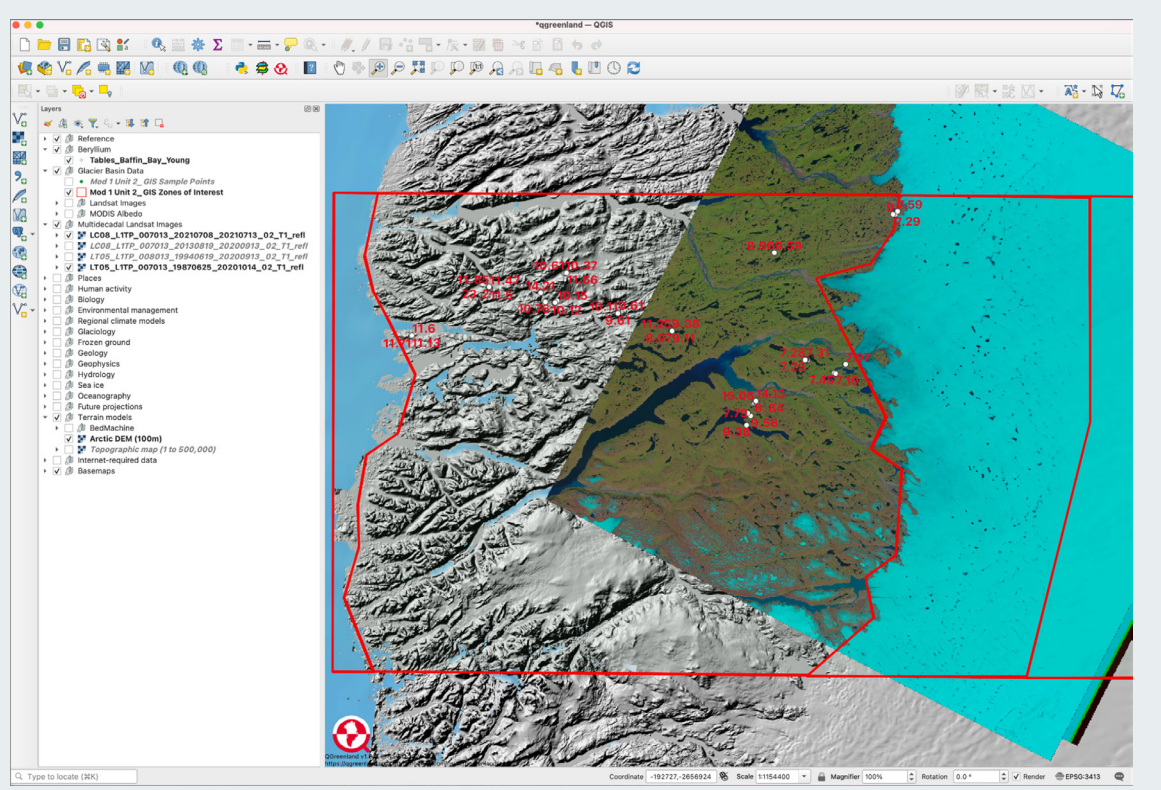 *qgreenland — QGIS
Layers
Reference
Beryllium
Tables_Baffin_Bay_Young
Glacier Basin Data
Mod 1 Unit 2_ GIS Sample Points
Mod 1 Unit 2_ GIS Zones of Interest
Landsat Images
MODIS Albedo
Multidecadal Landsat Images
LC08_L1TP_007013_20210708_20210713_02_T1_refl
LC08_L1TP_007013_20130819_20200913_02_T1_refl
LT05_L1TP_008013_19940619_20200913_02_T1_refl
LT05_L1TP_007013_19870625_20201014_02_T1_refl
Places
Human activity
Biology
Environmental management
Regional climate models
Glaciology
Frozen ground
Geology
Geophysics
Hydrology
Sea ice
Oceanography
Future projections
Terrain models
BedMachine
Arctic DEM (100m)
Topographic map (1 to 500,000)
Internet-required data
Basemaps
7.29
11.6
9.61
QGreenland
Type to locate (⌘K)
Coordinate -192727,-2656924 Scale 1:1154400 Magnifier 100% Rotation 0.0 ° Render EPSG:3413